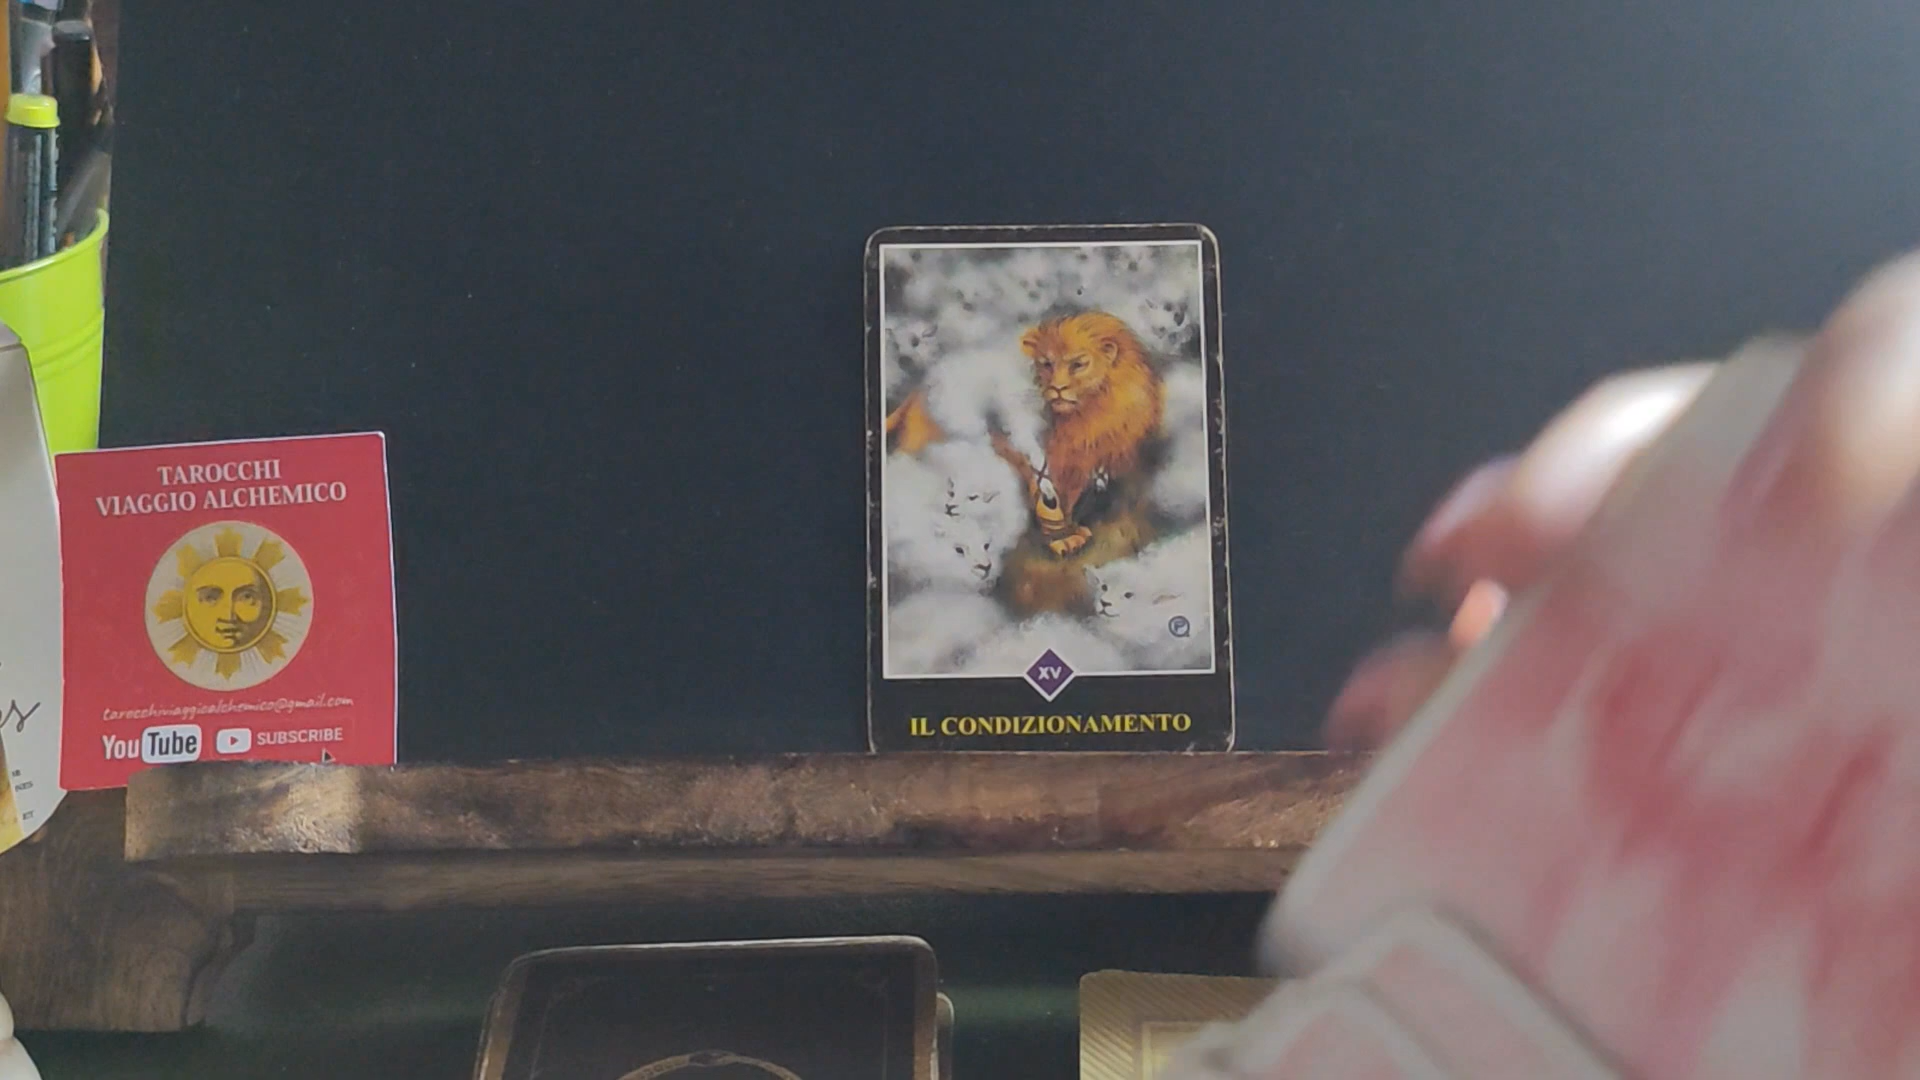 TAROCCHI
VIAGGIO ALCHEMICO
tarocchiviaggioalchemico@gmail.com
YouTube SUBSCRIBE
XV
IL CONDIZIONAMENTO